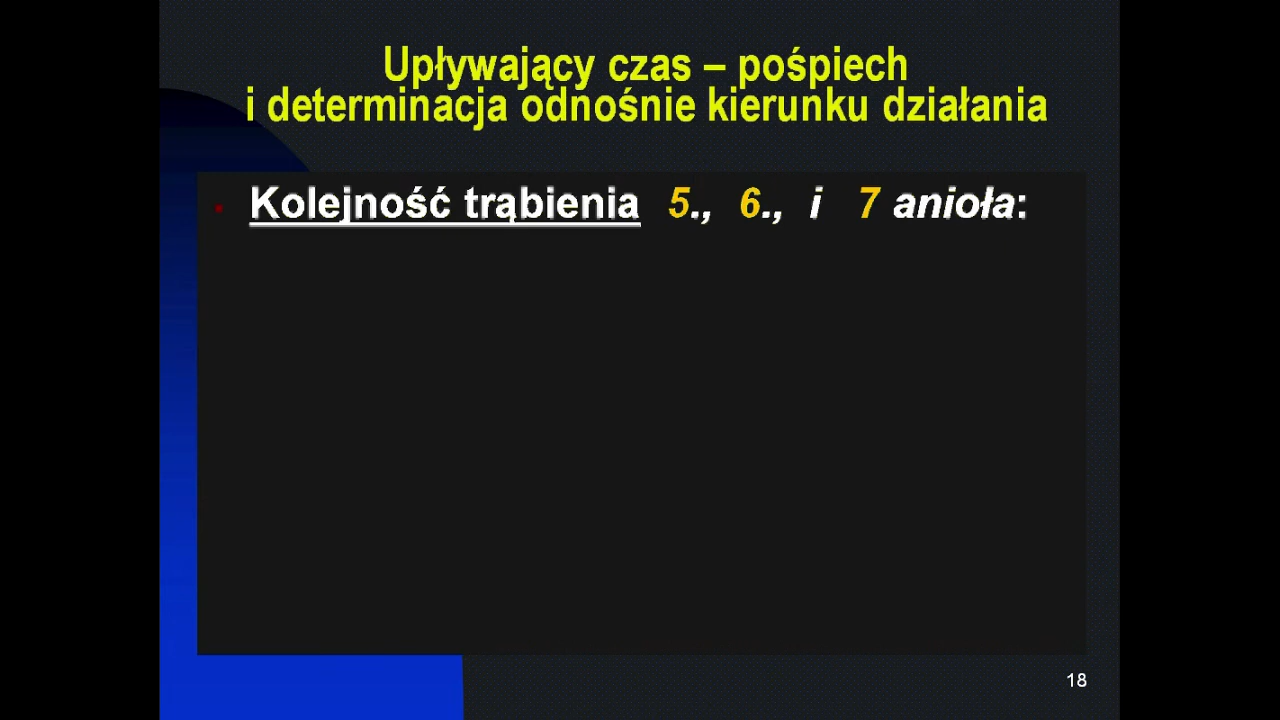 Upływający czas – pośpiech
i determinacja odnośnie kierunku działania
Kolejność trąbienia 5., 6., i 7 anioła:
18